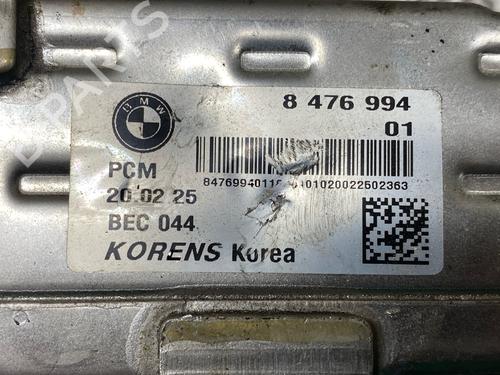 BMW
8 476 994
01
PCM
20 02 25
BEC 044
KORENS Korea